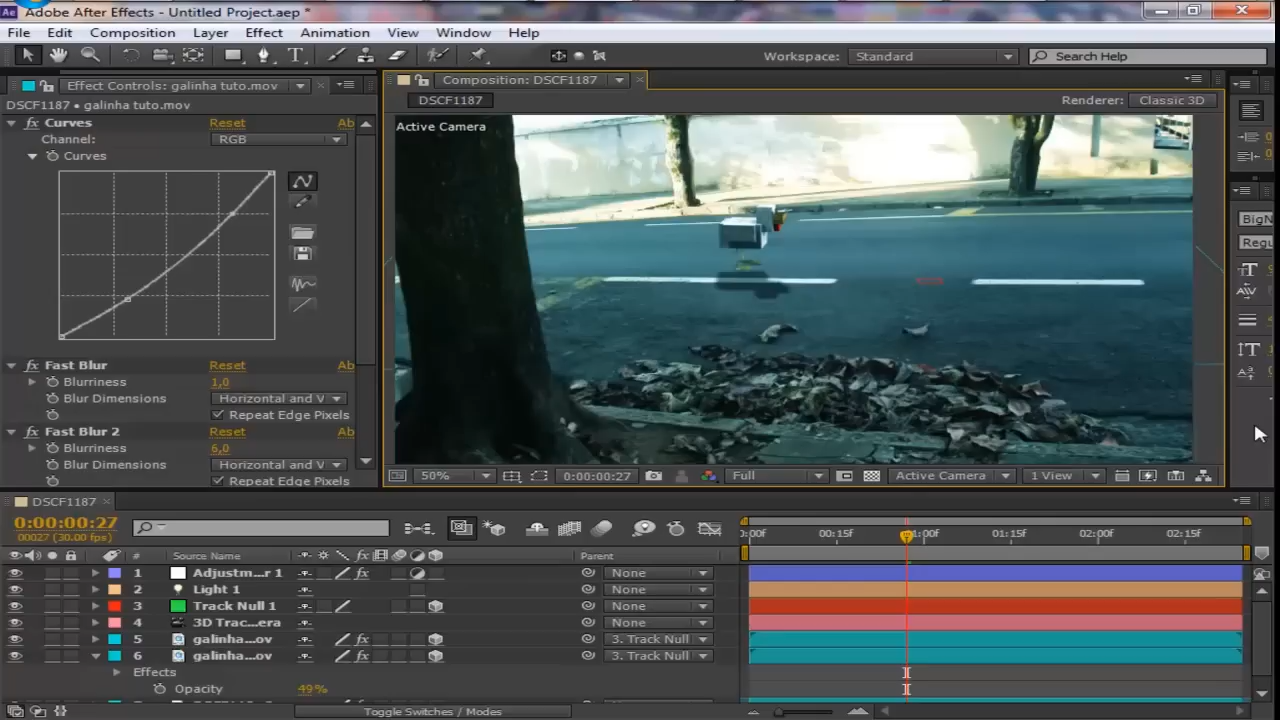 Adobe After Effects - Untitled Project.aep *
File Edit Composition Layer Effect Animation View Window Help
Workspace: Standard Search Help
Effect Controls: galinha tuto.mov
Composition: DSCF1187
DSCF1187 • galinha tuto.mov
DSCF1187
Renderer: Classic 3D
Curves Reset Ab
Channel: RGB
Curves
Active Camera
BigN
Regu
Fast Blur Reset Ab
Blurriness 1,0
Blur Dimensions Horizontal and V
Repeat Edge Pixels
Fast Blur 2 Reset Ab
Blurriness 6,0
Blur Dimensions Horizontal and V
Repeat Edge Pixels
50% 0:00:00:27 Full Active Camera 1 View
DSCF1187
0:00:00:27
00027 (30.00 fps)
0:00f 00:15f 01:00f 01:15f 02:00f 02:15f
# Source Name Parent
1 Adjustm...r 1 None
2 Light 1 None
3 Track Null 1 None
4 3D Trac...era None
5 galinha...ov 3. Track Null
6 galinha...ov 3. Track Null
Effects
Opacity 49%
Toggle Switches / Modes